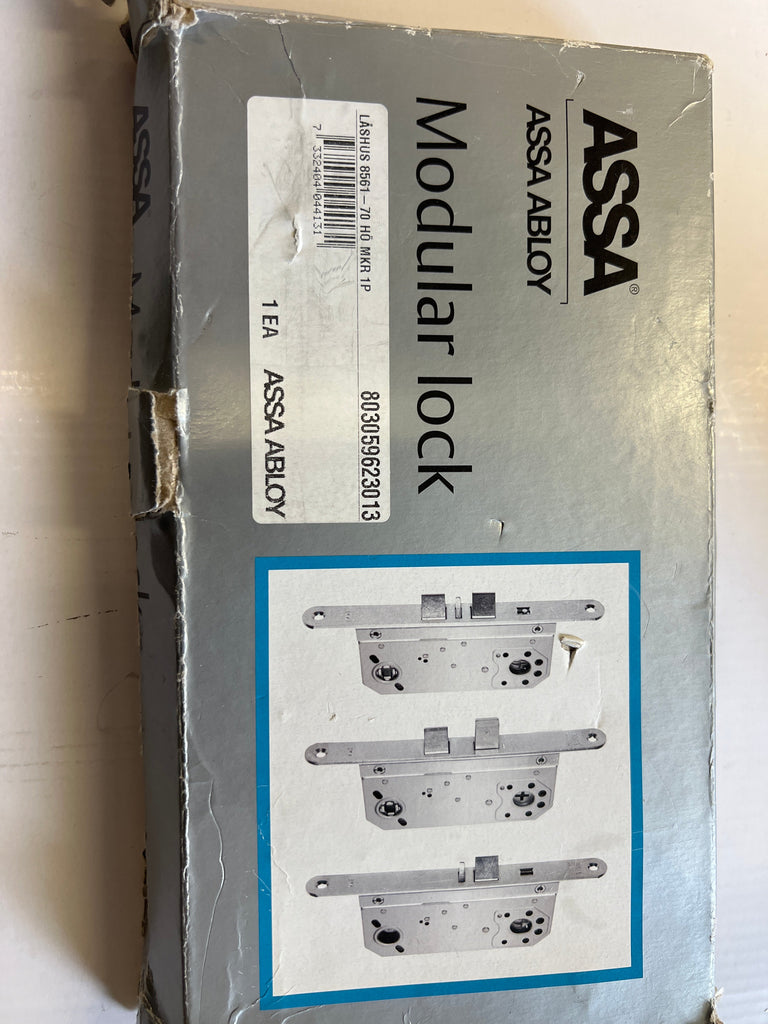 ASSA®
ASSA ABLOY
Modular lock
LÅSHUS 8561-70 HÖ MKR 1P
7 332404 044131
803059623013
1 EA
ASSA ABLOY
ASSA